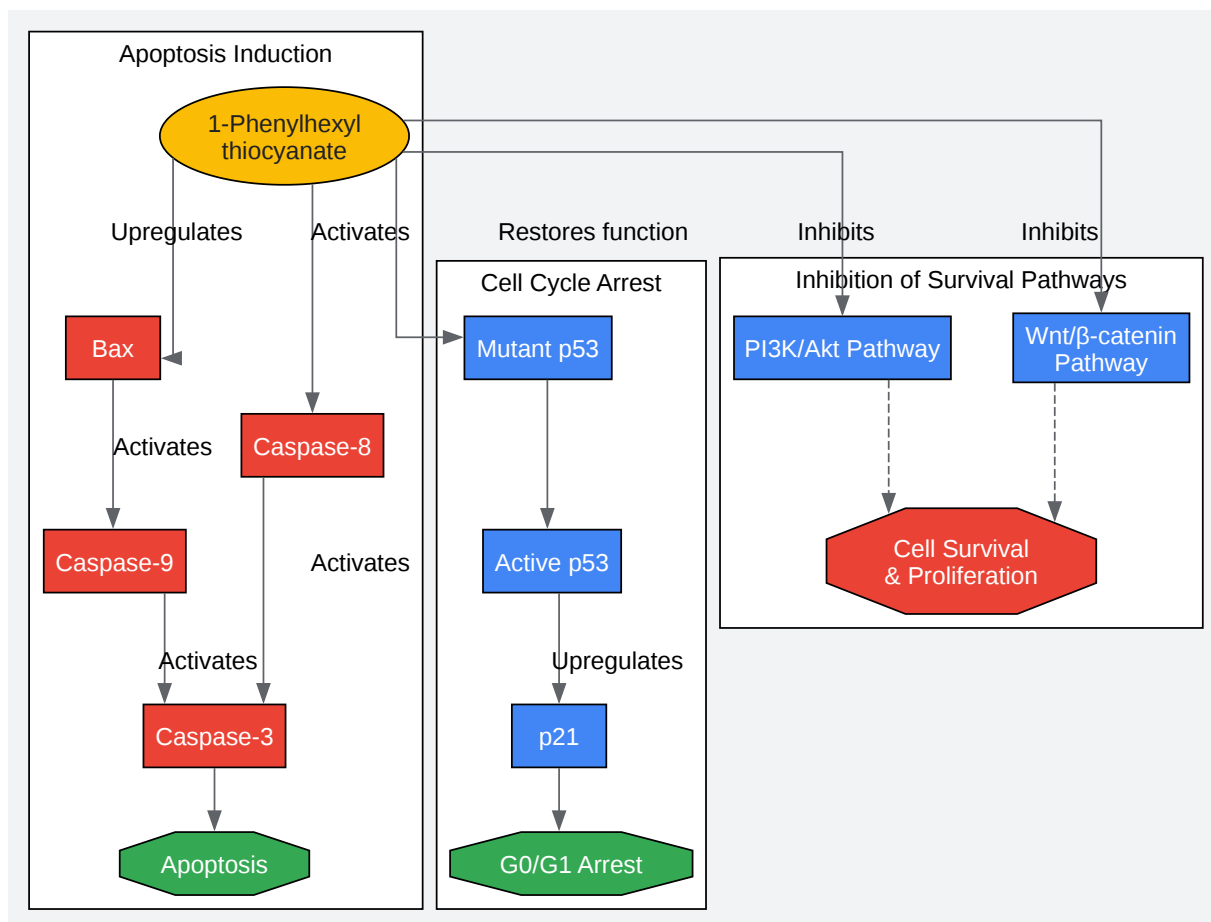 Apoptosis Induction
1-Phenylhexyl
thiocyanate
Upregulates
Activates
Restores function
Inhibits
Inhibits
Cell Cycle Arrest
Inhibition of Survival Pathways
Bax
Mutant p53
PI3K/Akt Pathway
Wnt/β-catenin
Pathway
Activates
Caspase-8
Caspase-9
Activates
Active p53
Cell Survival
& Proliferation
Activates
Upregulates
Caspase-3
p21
Apoptosis
G0/G1 Arrest